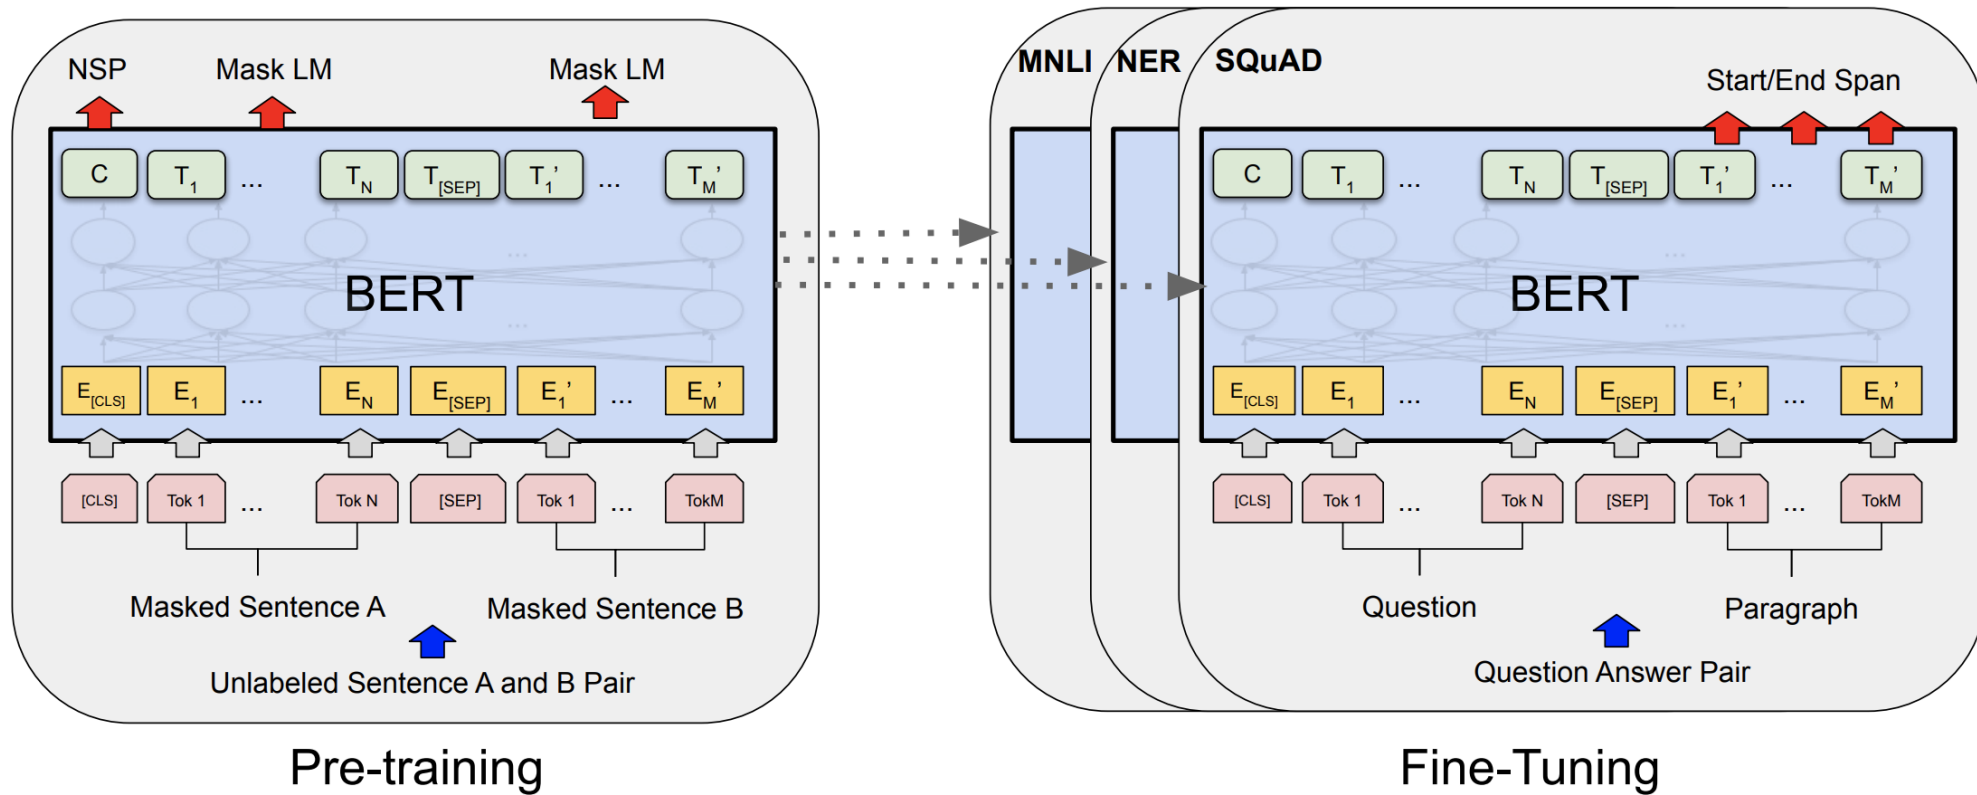 NSP Mask LM Mask LM
C T1 ... TN T[SEP] T1' ... TM'
...
BERT
...
E[CLS] E1 ... EN E[SEP] E1' ... EM'
[CLS] Tok 1 ... Tok N [SEP] Tok 1 ... TokM
Masked Sentence A Masked Sentence B
Unlabeled Sentence A and B Pair
Pre-training
MNLI NER SQuAD
Start/End Span
C T1 ... TN T[SEP] T1' ... TM'
...
BERT
...
E[CLS] E1 ... EN E[SEP] E1' ... EM'
[CLS] Tok 1 ... Tok N [SEP] Tok 1 ... TokM
Question Paragraph
Question Answer Pair
Fine-Tuning